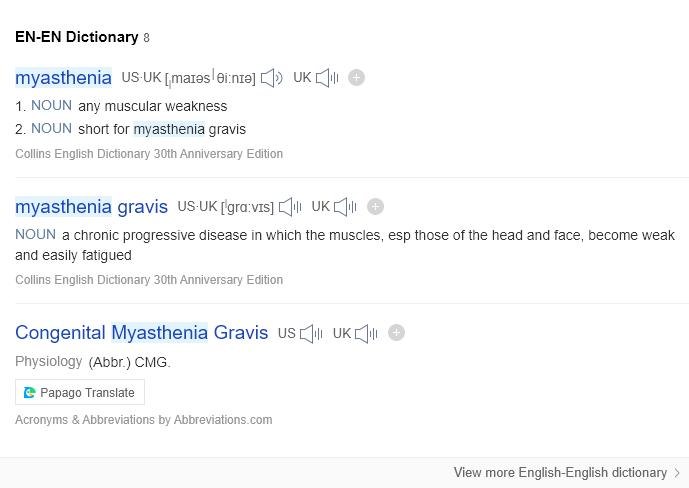 EN-EN Dictionary 8
myasthenia US·UK [ˌmaɪəsˈθiːnɪə] UK
1. NOUN any muscular weakness
2. NOUN short for myasthenia gravis
Collins English Dictionary 30th Anniversary Edition
myasthenia gravis US·UK [ˈɡrɑːvɪs] UK
NOUN a chronic progressive disease in which the muscles, esp those of the head and face, become weak
and easily fatigued
Collins English Dictionary 30th Anniversary Edition
Congenital Myasthenia Gravis US UK
Physiology (Abbr.) CMG.
Papago Translate
Acronyms & Abbreviations by Abbreviations.com
View more English-English dictionary